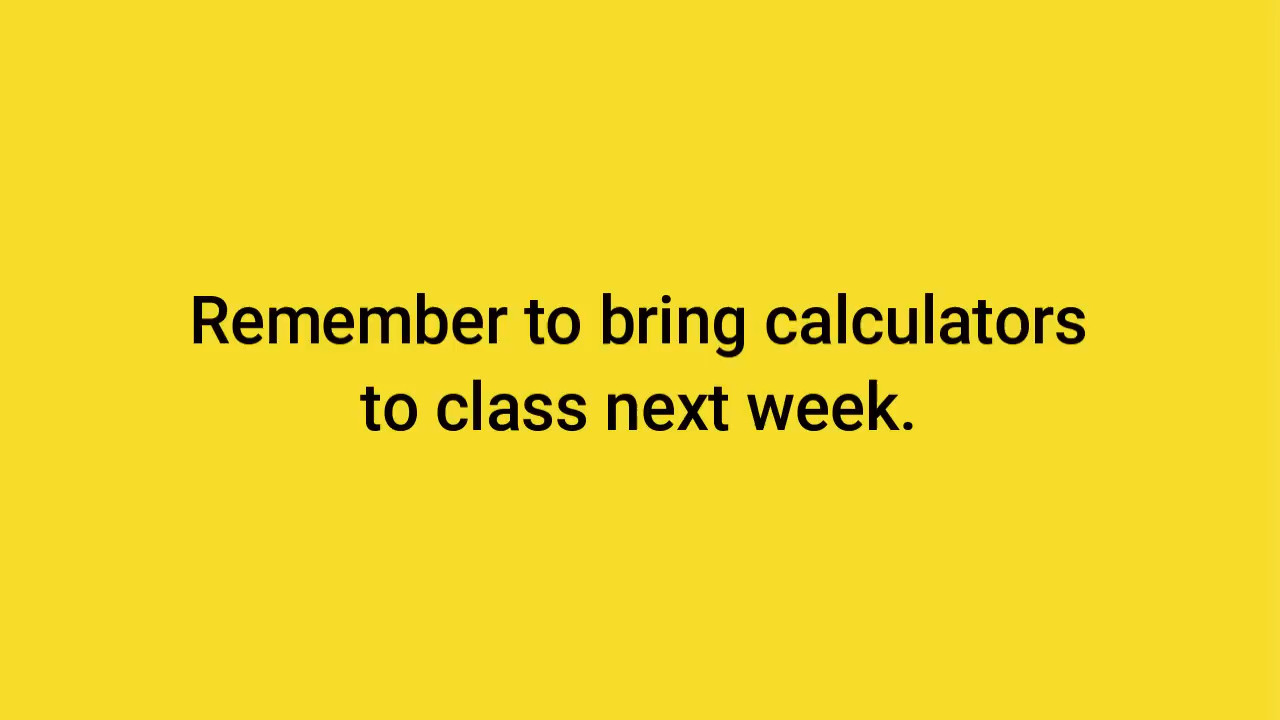 Remember to bring calculators
to class next week.